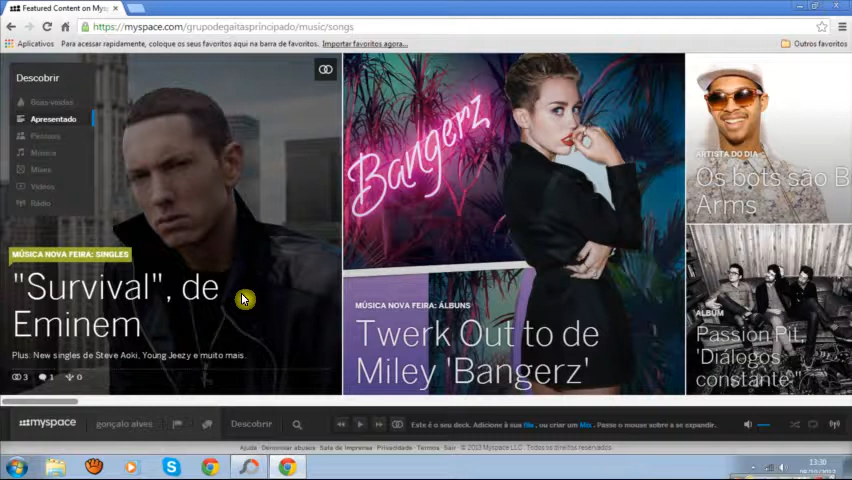 Featured Content on Mys
https://myspace.com/grupodegaitasprincipado/music/songs
Aplicativos
Para acessar rapidamente, coloque os seus favoritos aqui na barra de favoritos. Importar favoritos agora...
Outros favoritos
Descobrir
Boas-vindas
Apresentado
Pessoas
Música
Mixes
Vídeos
Rádio
MÚSICA NOVA FEIRA: SINGLES
"Survival", de
Eminem
Plus: New singles de Steve Aoki, Young Jeezy e muito mais.
3 1 0
Bangerz
MÚSICA NOVA FEIRA: ÁLBUNS
Twerk Out to de
Miley 'Bangerz'
ARTISTA DO DIA
Os bots são B
Arms
ÁLBUM
Passion Pit,
'Diálogos
constante"
myspace
gonçalo alves
Descobrir
Este é o seu deck. Adicione à sua fila, ou criar um Mix. Passe o mouse sobre a se expandir.
Ajuda Denunciar abusos Sala de Imprensa Privacidade Termos Sair © 2013 Myspace LLC. Todos os direitos reservados.
13:30